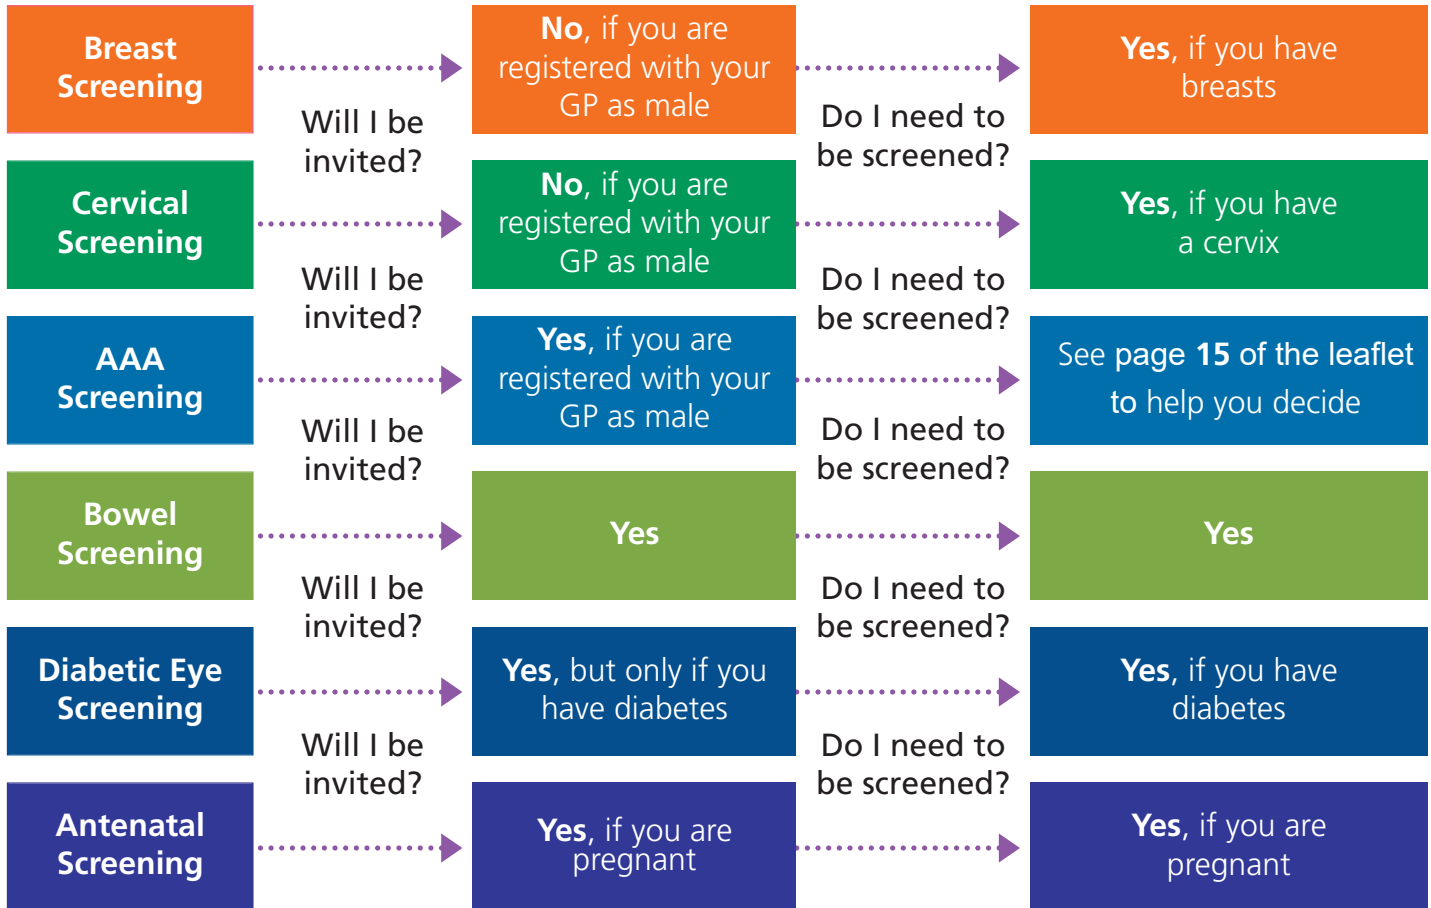 Breast
Screening
Will I be
invited?
No, if you are
registered with your
GP as male
Do I need to
be screened?
Yes, if you have
breasts
Cervical
Screening
Will I be
invited?
No, if you are
registered with your
GP as male
Do I need to
be screened?
Yes, if you have
a cervix
AAA
Screening
Will I be
invited?
Yes, if you are
registered with your
GP as male
Do I need to
be screened?
See page 15 of the leaflet
to help you decide
Bowel
Screening
Will I be
invited?
Yes
Do I need to
be screened?
Yes
Diabetic Eye
Screening
Will I be
invited?
Yes, but only if you
have diabetes
Do I need to
be screened?
Yes, if you have
diabetes
Antenatal
Screening
Yes, if you are
pregnant
Yes, if you are
pregnant